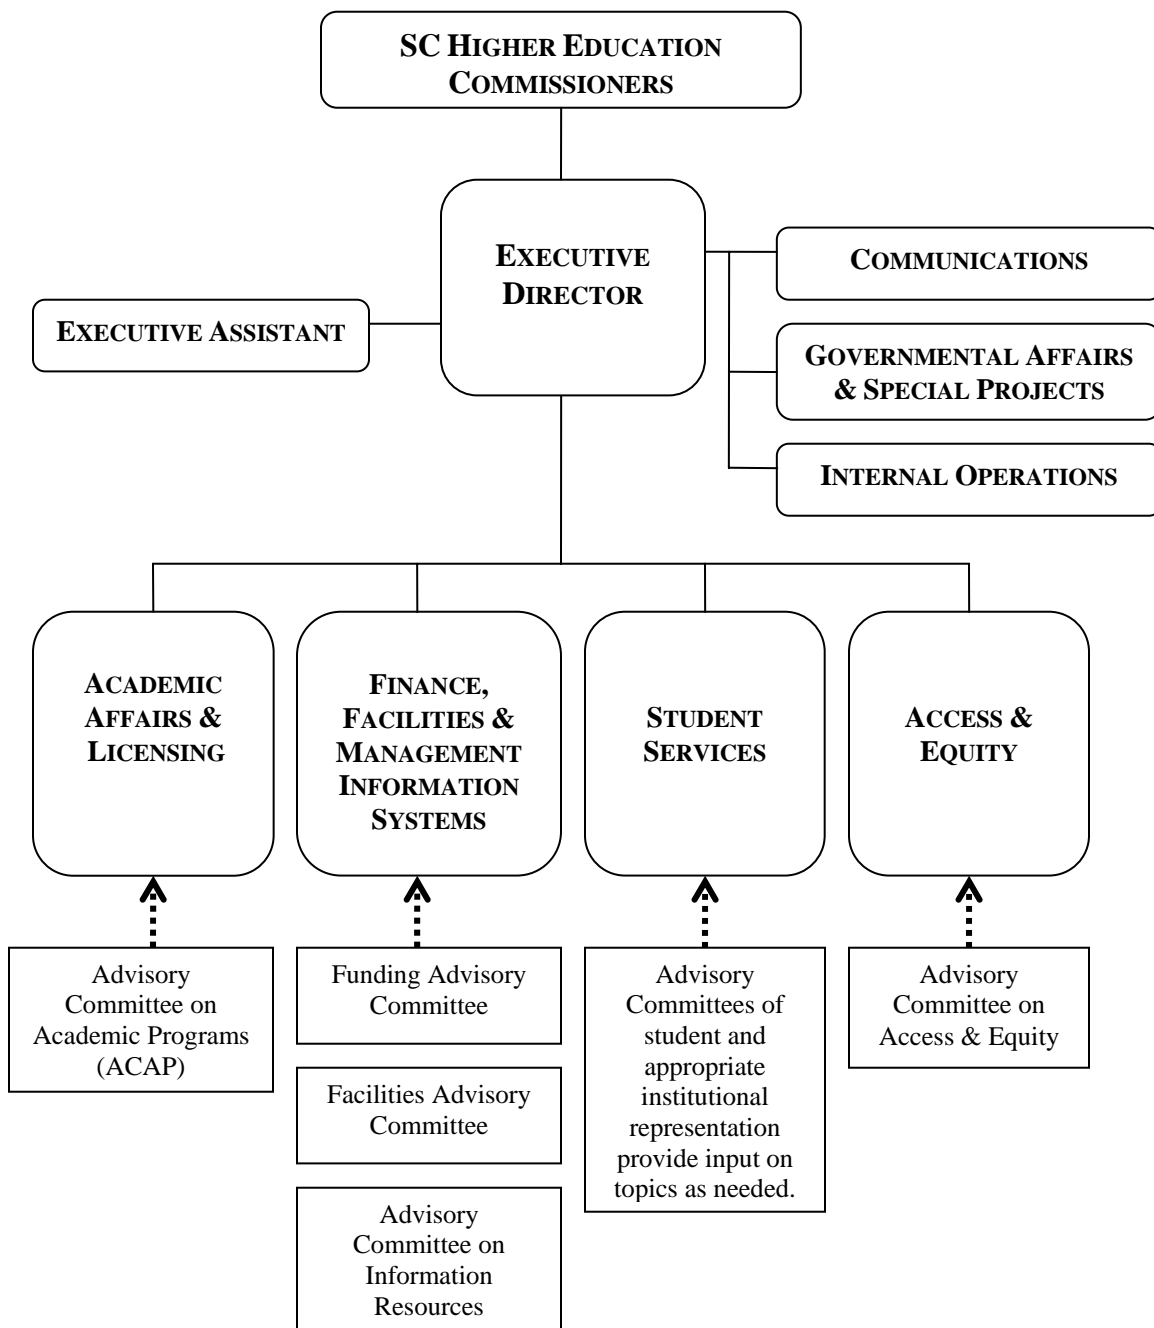 SC HIGHER EDUCATION
COMMISSIONERS
EXECUTIVE
DIRECTOR
COMMUNICATIONS
GOVERNMENTAL AFFAIRS
& SPECIAL PROJECTS
INTERNAL OPERATIONS
EXECUTIVE ASSISTANT
ACADEMIC
AFFAIRS &
LICENSING
FINANCE,
FACILITIES &
MANAGEMENT
INFORMATION
SYSTEMS
STUDENT
SERVICES
ACCESS &
EQUITY
Advisory
Committee on
Academic Programs
(ACAP)
Funding Advisory
Committee
Facilities Advisory
Committee
Advisory
Committee on
Information
Resources
Advisory
Committees of
student and
appropriate
institutional
representation
provide input on
topics as needed.
Advisory
Committee on
Access & Equity